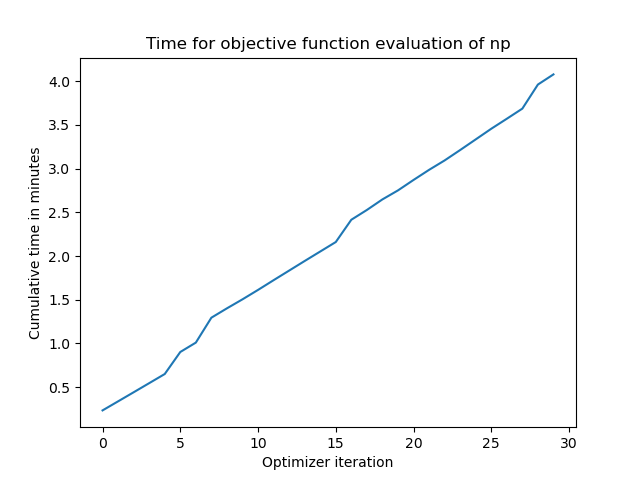 Time for objective function evaluation of np
Cumulative time in minutes
4.0
3.5
3.0
2.5
2.0
1.5
1.0
0.5
0 5 10 15 20 25 30
Optimizer iteration